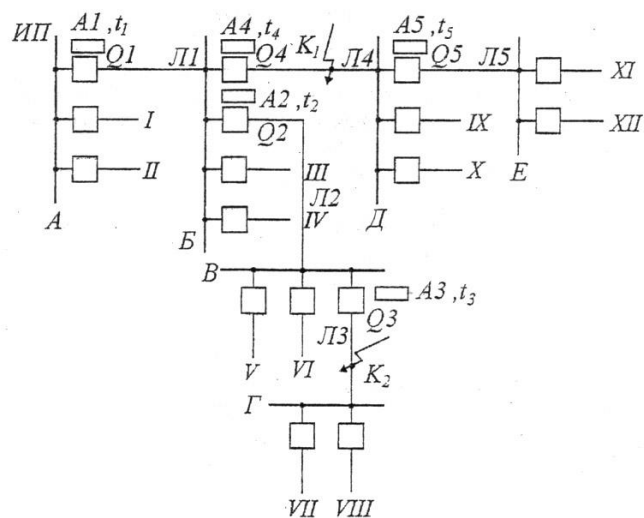 ИП A1,t1 A4,t4 K1 A5,t5
Q1 Л1 Q4 Л4 Q5 Л5 XI
A2,t2
I Q2 IX XII
II III X E
Л2
A IV Д
Б
В
A3,t3
Q3
Л3
V VI K2
Г
VII VIII